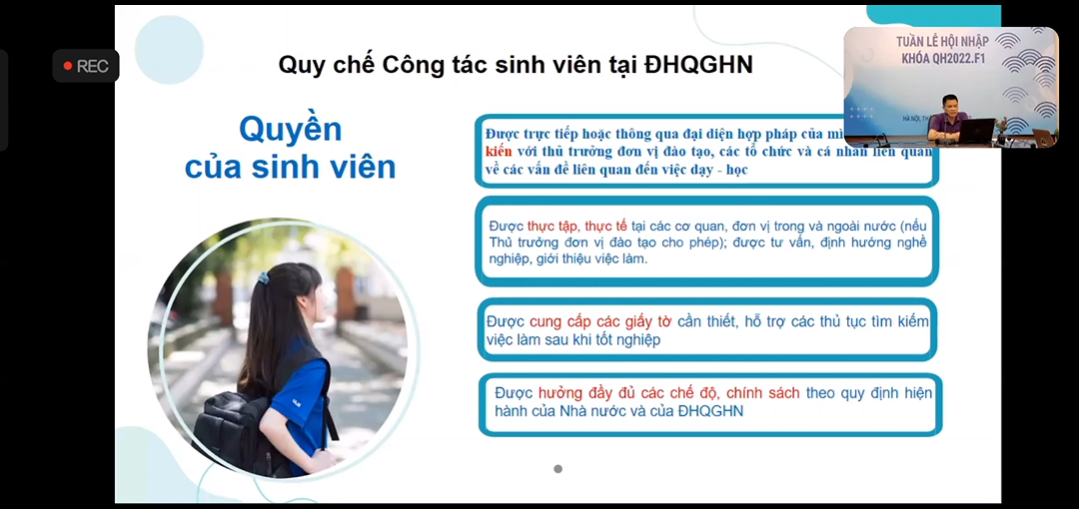 REC
Quy chế Công tác sinh viên tại ĐHQGHN
TUẦN LỄ HỘI NHẬP
KHÓA QH2022.F1
Quyền
của sinh viên
Được trực tiếp hoặc thông qua đại diện hợp pháp của
kiến với thủ trưởng đơn vị đào tạo, các tổ chức và cá nhân liên quan
về các vấn đề liên quan đến việc dạy - học
Được thực tập, thực tế tại các cơ quan, đơn vị trong và ngoài nước (nếu
Thủ trưởng đơn vị đào tạo cho phép); được tư vấn, định hướng nghề
nghiệp, giới thiệu việc làm.
Được cung cấp các giấy tờ cần thiết, hỗ trợ các thủ tục tìm kiếm
việc làm sau khi tốt nghiệp
Được hưởng đầy đủ các chế độ, chính sách theo quy định hiện
hành của Nhà nước và của ĐHQGHN